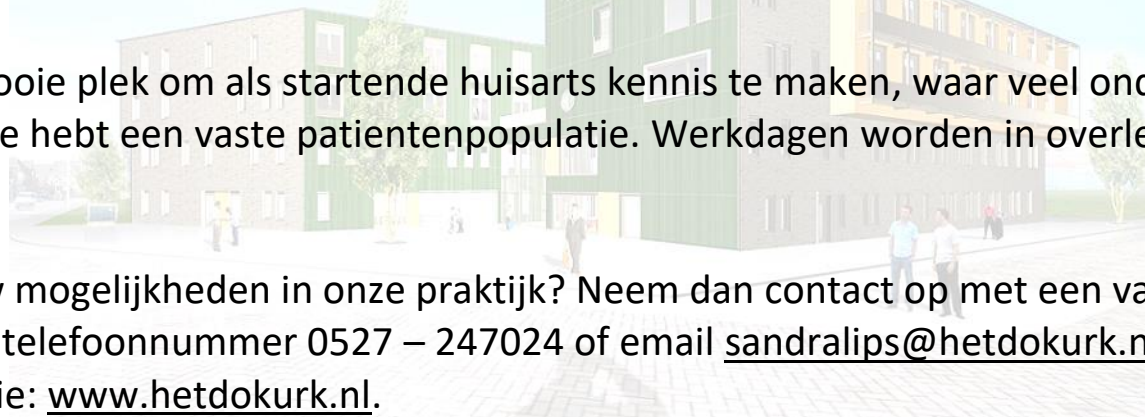 ooie plek om als startende huisarts kennis te maken, waar veel ond
e hebt een vaste patientenpopulatie. Werkdagen worden in overle
mogelijkheden in onze praktijk? Neem dan contact op met een va
telefoonnummer 0527 – 247024 of email sandralips@hetdokurk.n
ie: www.hetdokurk.nl.